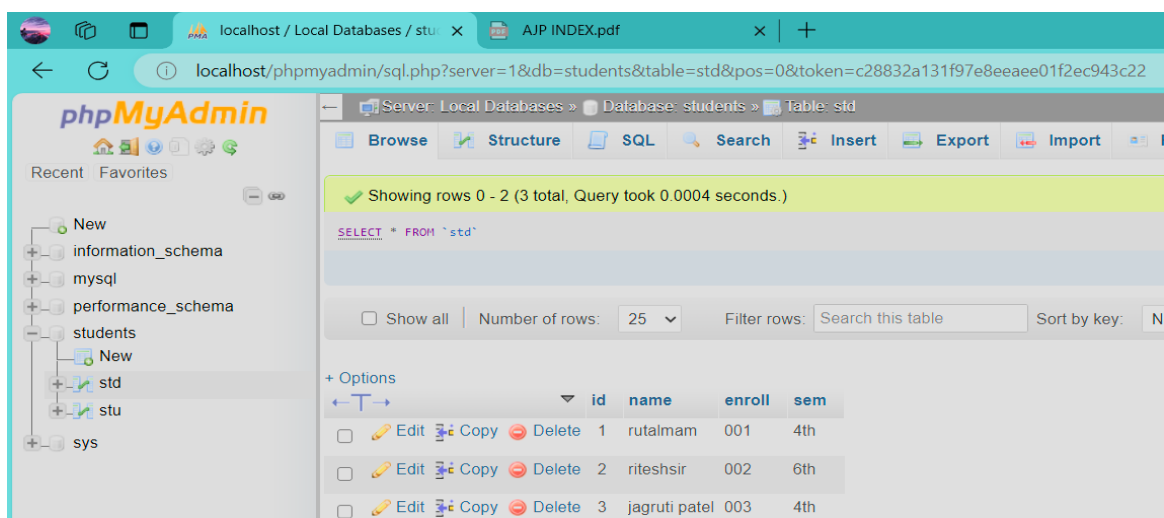 localhost / Local Databases / stu
AJP INDEX.pdf
localhost/phpmyadmin/sql.php?server=1&db=students&table=std&pos=0&token=c28832a131f97e8eeaee01f2ec943c22
phpMyAdmin
Recent Favorites
New
information_schema
mysql
performance_schema
students
New
std
stu
sys
Server: Local Databases » Database: students » Table: std
Browse Structure SQL Search Insert Export Import
Showing rows 0 - 2 (3 total, Query took 0.0004 seconds.)
SELECT * FROM `std`
Show all Number of rows: 25 Filter rows: Search this table Sort by key: N
+ Options
←T→ id name enroll sem
Edit Copy Delete 1 rutalmam 001 4th
Edit Copy Delete 2 riteshsir 002 6th
Edit Copy Delete 3 jagruti patel 003 4th